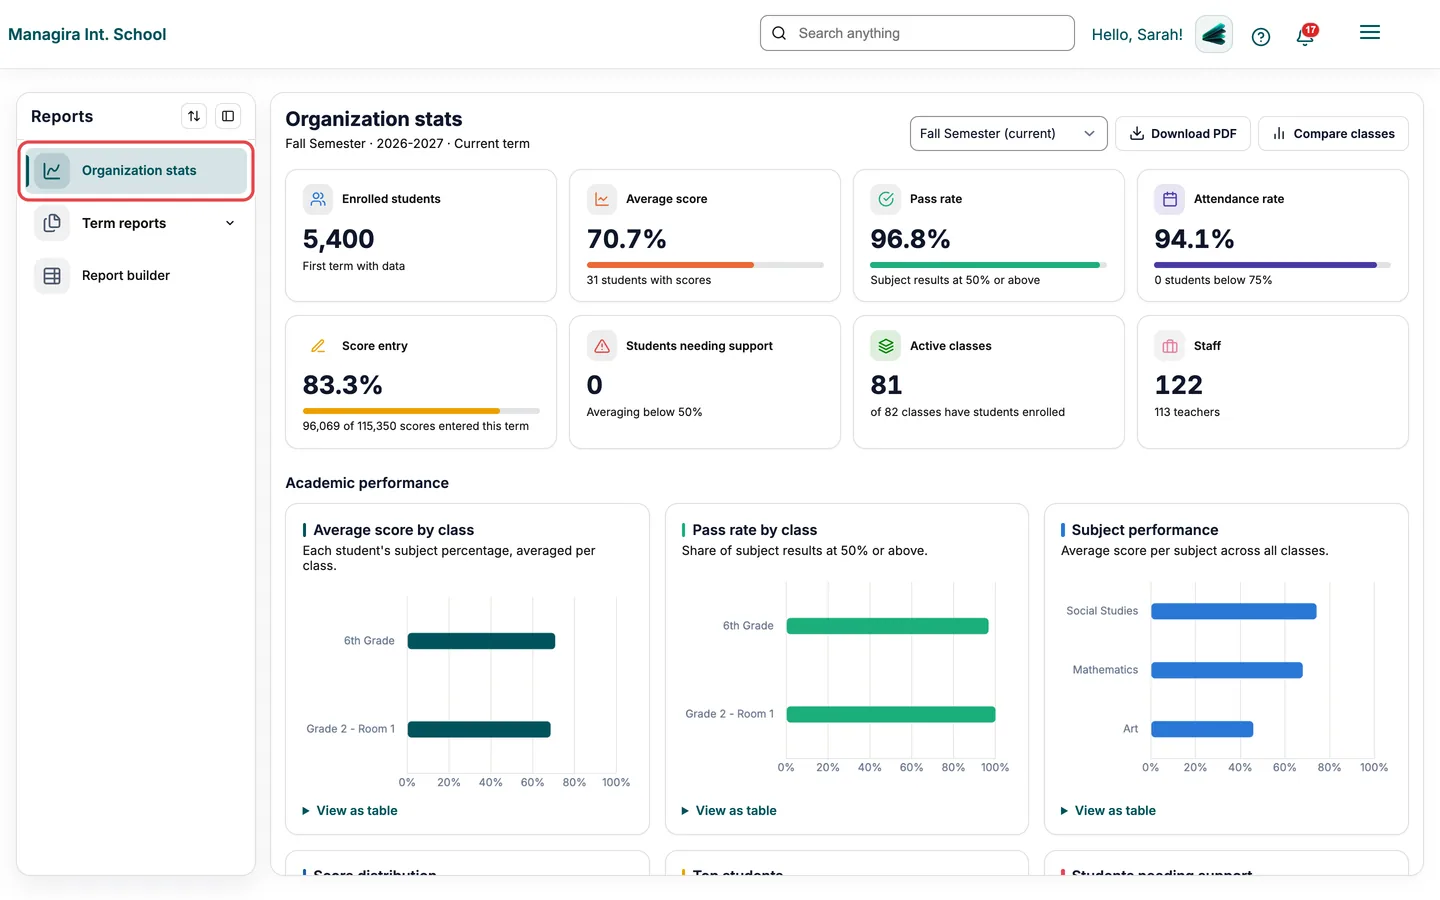 Managira Int. School
Search anything
Hello, Sarah!
17
Reports
Organization stats
Term reports
Report builder
Organization stats
Fall Semester · 2026-2027 · Current term
Fall Semester (current)
Download PDF
Compare classes
Enrolled students
5,400
First term with data
Average score
70.7%
31 students with scores
Pass rate
96.8%
Subject results at 50% or above
Attendance rate
94.1%
0 students below 75%
Score entry
83.3%
96,069 of 115,350 scores entered this term
Students needing support
0
Averaging below 50%
Active classes
81
of 82 classes have students enrolled
Staff
122
113 teachers
Academic performance
Average score by class
Each student's subject percentage, averaged per
class.
6th Grade
Grade 2 - Room 1
0% 20% 40% 60% 80% 100%
View as table
Pass rate by class
Share of subject results at 50% or above.
6th Grade
Grade 2 - Room 1
0% 20% 40% 60% 80% 100%
View as table
Subject performance
Average score per subject across all classes.
Social Studies
Mathematics
Art
0% 20% 40% 60% 80% 100%
View as table
Score distribution
Top students
Students needing support